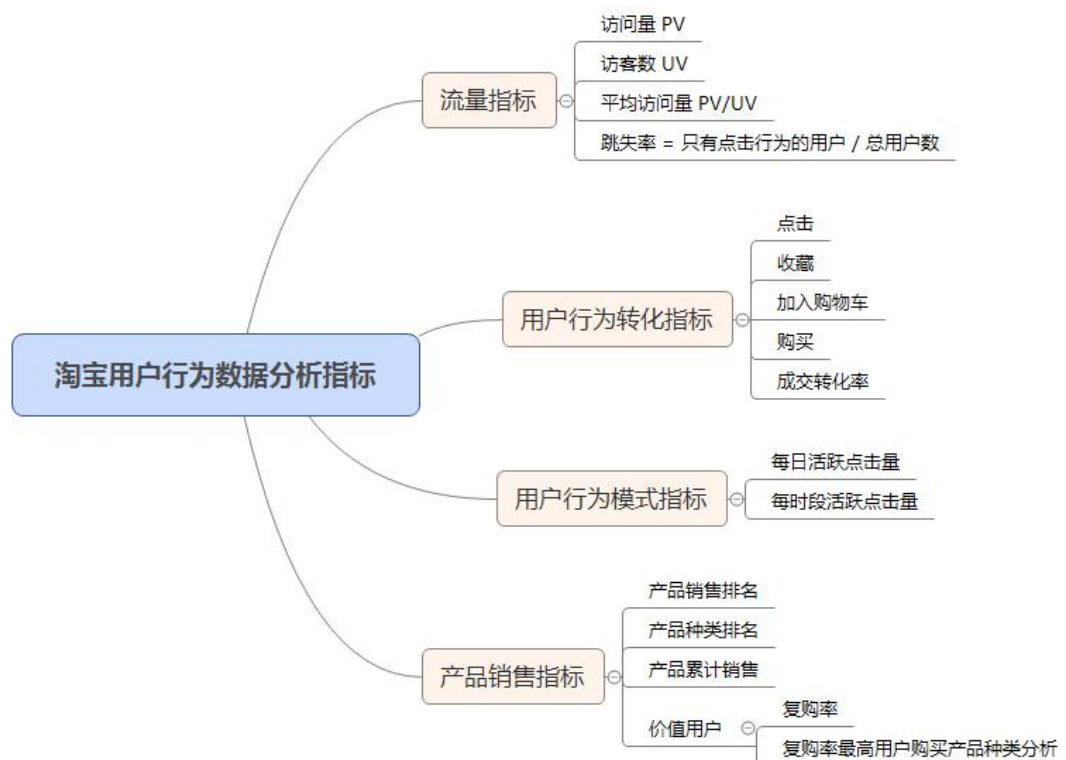 淘宝用户行为数据分析指标
流量指标
访问量 PV
访客数 UV
平均访问量 PV/UV
跳失率 = 只有点击行为的用户 / 总用户数
用户行为转化指标
点击
收藏
加入购物车
购买
成交转化率
用户行为模式指标
每日活跃点击量
每时段活跃点击量
产品销售指标
产品销售排名
产品种类排名
产品累计销售
价值用户
复购率
复购率最高用户购买产品种类分析